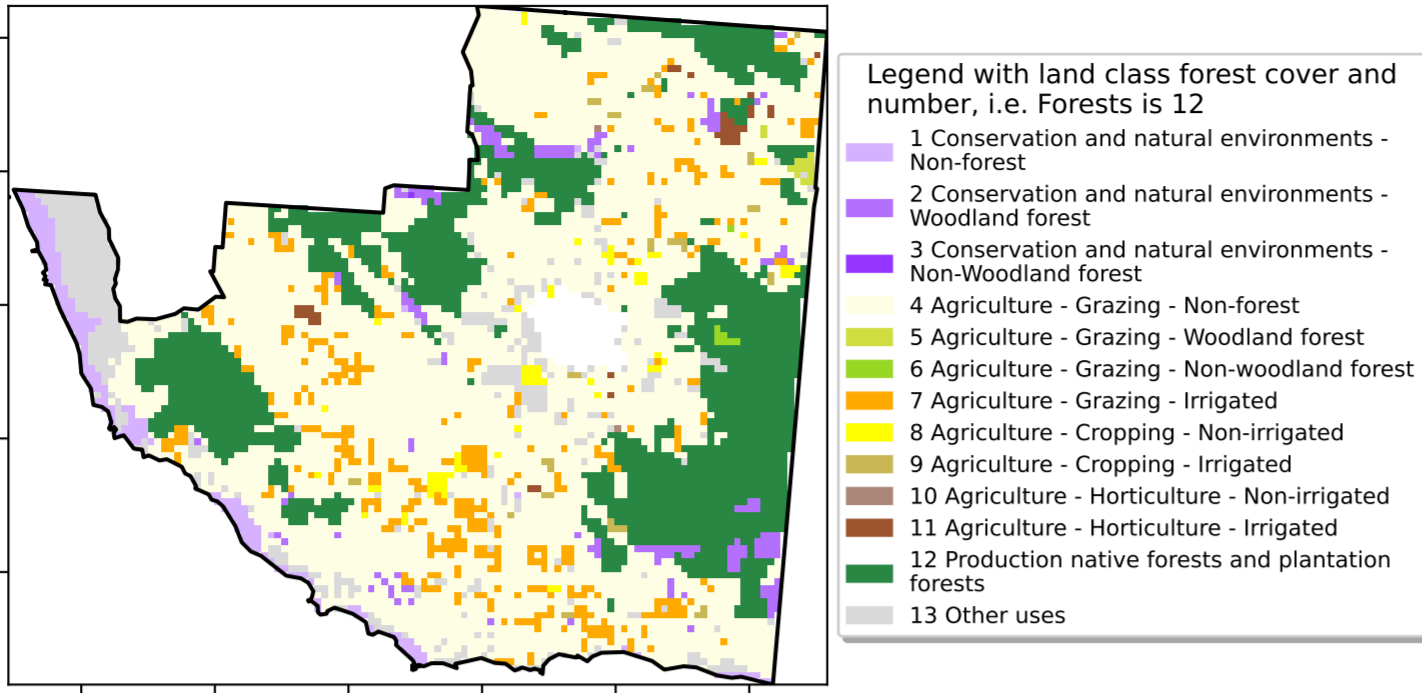 Legend with land class forest cover and
number, i.e. Forests is 12
1 Conservation and natural environments -
Non-forest
2 Conservation and natural environments -
Woodland forest
3 Conservation and natural environments -
Non-Woodland forest
4 Agriculture - Grazing - Non-forest
5 Agriculture - Grazing - Woodland forest
6 Agriculture - Grazing - Non-woodland forest
7 Agriculture - Grazing - Irrigated
8 Agriculture - Cropping - Non-irrigated
9 Agriculture - Cropping - Irrigated
10 Agriculture - Horticulture - Non-irrigated
11 Agriculture - Horticulture - Irrigated
12 Production native forests and plantation
forests
13 Other uses